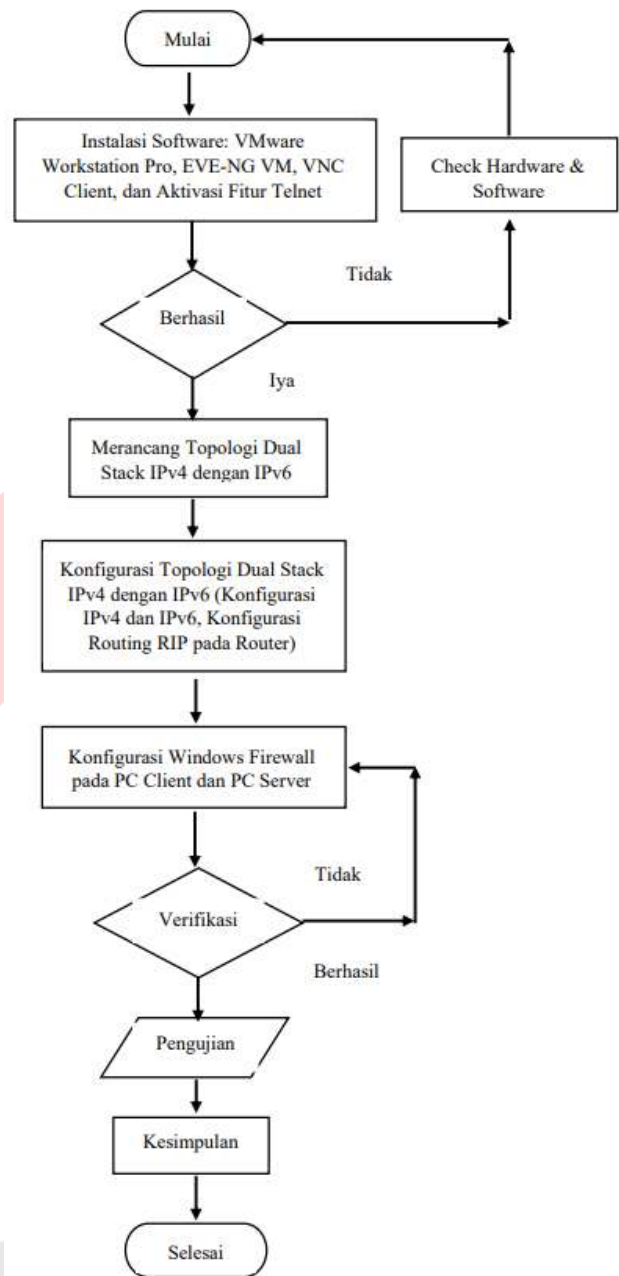 Mulai
Instalasi Software: VMware
Workstation Pro, EVE-NG VM, VNC
Client, dan Aktivasi Fitur Telnet
Check Hardware &
Software
Tidak
Berhasil
Iya
Merancang Topologi Dual
Stack IPv4 dengan IPv6
Konfigurasi Topologi Dual Stack
IPv4 dengan IPv6 (Konfigurasi
IPv4 dan IPv6, Konfigurasi
Routing RIP pada Router)
Konfigurasi Windows Firewall
pada PC Client dan PC Server
Tidak
Verifikasi
Berhasil
Pengujian
Kesimpulan
Selesai